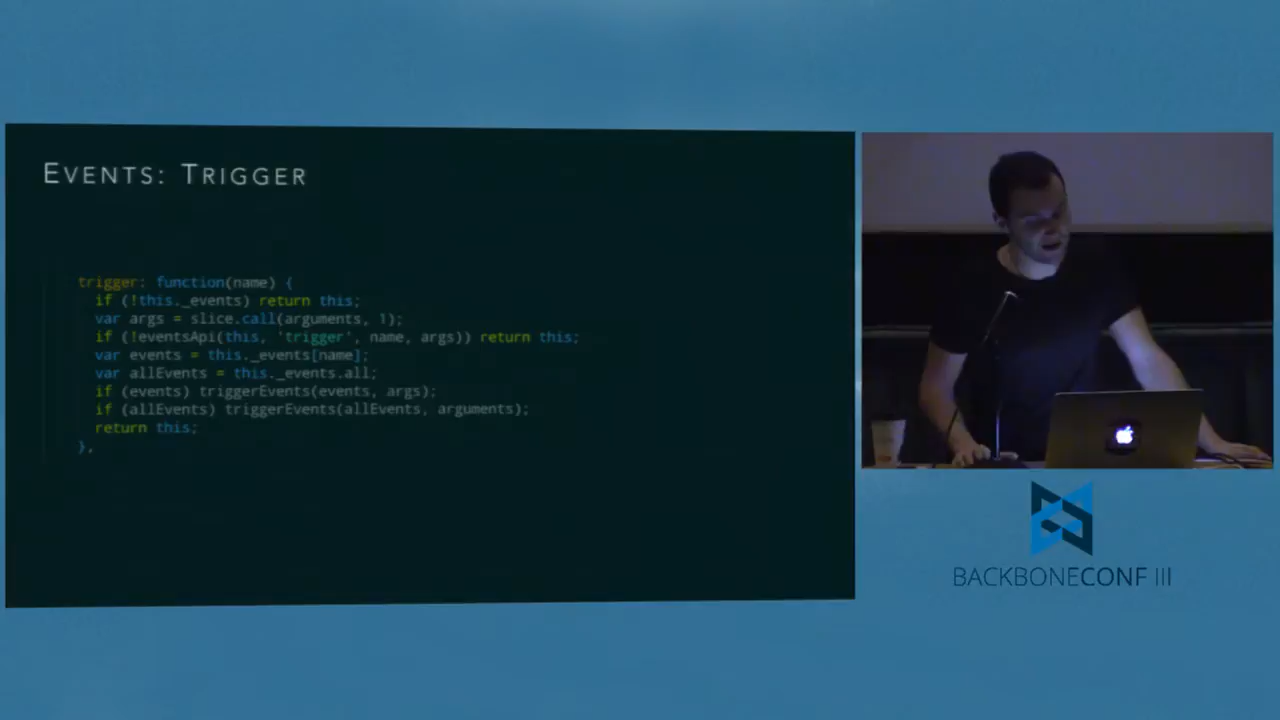 EVENTS: TRIGGER
trigger: function(name) {
if (!this._events) return this;
var args = slice.call(arguments, 1);
if (!eventsApi(this, 'trigger', name, args)) return this;
var events = this._events[name];
var allEvents = this._events.all;
if (events) triggerEvents(events, args);
if (allEvents) triggerEvents(allEvents, arguments);
return this;
},
BACKBONECONF III